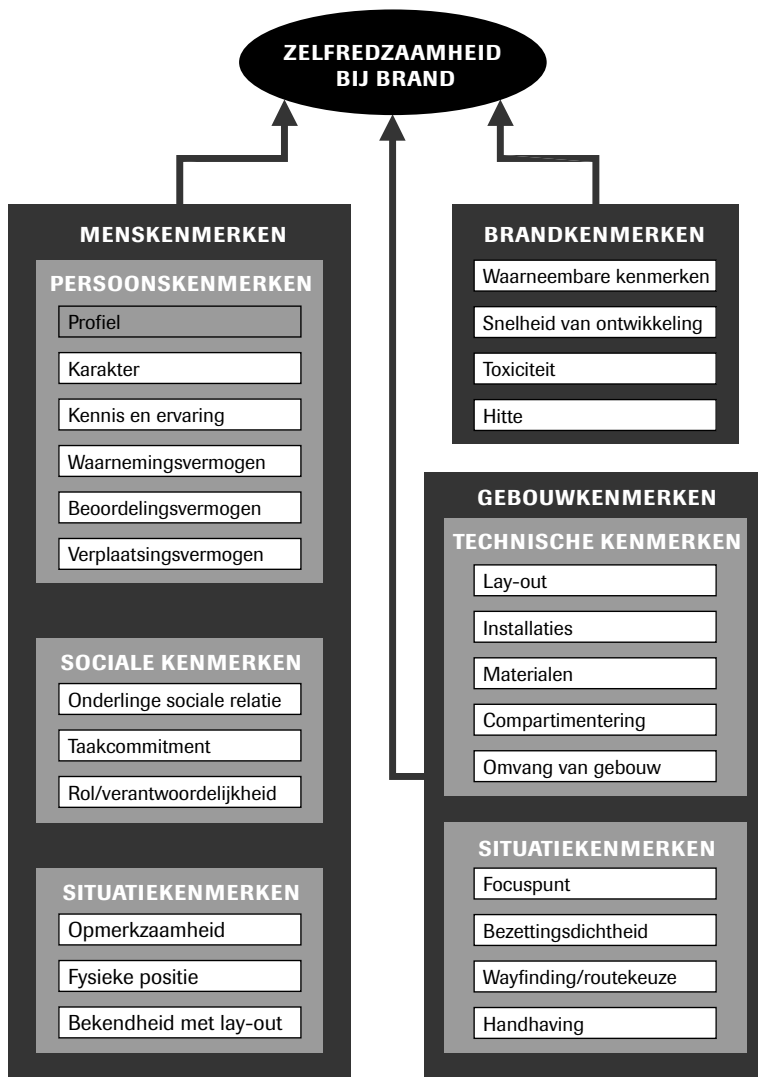 ZELFREDZAAMHEID
BIJ BRAND
MENSKENMERKEN
PERSOONSKENMERKEN
Profiel
Karakter
Kennis en ervaring
Waarnemingsvermogen
Beoordelingsvermogen
Verplaatsingsvermogen
SOCIALE KENMERKEN
Onderlinge sociale relatie
Taakcommitment
Rol/verantwoordelijkheid
SITUATIEKENMERKEN
Opmerkzaamheid
Fysieke positie
Bekendheid met lay-out
BRANDKENMERKEN
Waarneembare kenmerken
Snelheid van ontwikkeling
Toxiciteit
Hitte
GEBOUWKENMERKEN
TECHNISCHE KENMERKEN
Lay-out
Installaties
Materialen
Compartimentering
Omvang van gebouw
SITUATIEKENMERKEN
Focuspunt
Bezettingsdichtheid
Wayfinding/routekeuze
Handhaving